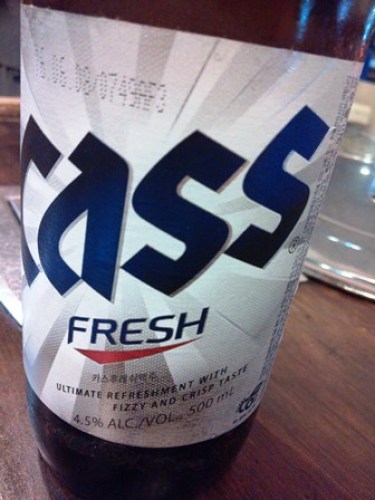 CASS
®
FRESH
카스후레쉬맥주
ULTIMATE REFRESHMENT WITH
FIZZY AND CRISP TASTE
4.5% ALC./VOL. 500 mL